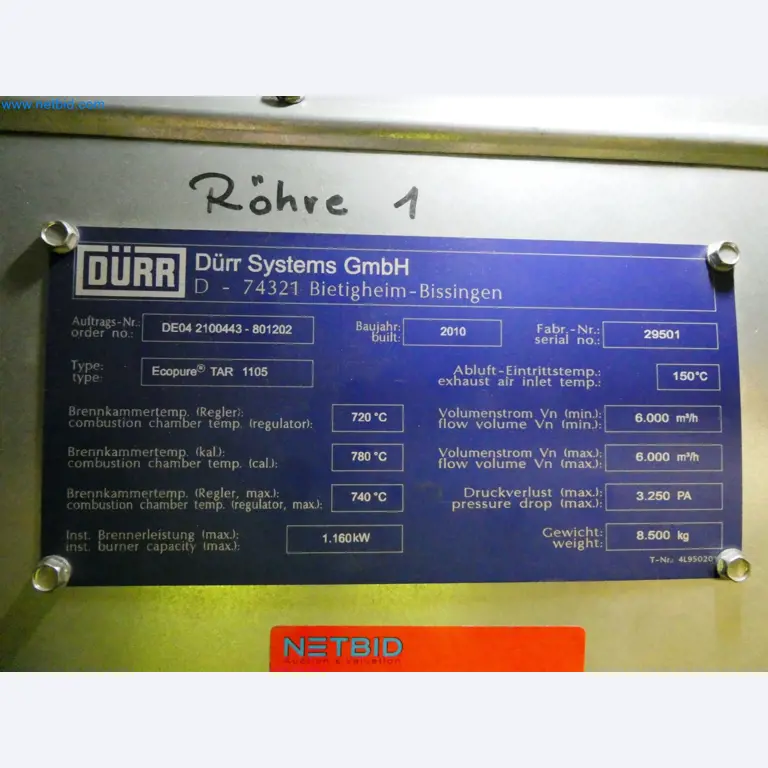 www.netbid.com
Röhre 1
DÜRR
Dürr Systems GmbH
D - 74321 Bietigheim-Bissingen
Auftrags-Nr.: DE04 2100443 - 801202 Baujahr: 2010 Fabr.-Nr.: 29501
order no.: built: serial no.:
Type: Ecopure® TAR 1105 Abluft-Eintrittstemp.: 150°C
type: exhaust air inlet temp.:
Brennkammertemp. (Regler) 720 °C Volumenstrom Vn (min.): 6.000 m³/h
combustion chamber temp. (regulator): flow volume Vn (min.):
Brennkammertemp. (kal.) 780 °C Volumenstrom Vn (max.): 6.000 m³/h
combustion chamber temp. (cal.): flow volume Vn (max.):
Brennkammertemp. (Regler, max.): 740 °C Druckverlust (max.): 3.250 PA
combustion chamber temp. (regulator, max.): pressure drop (max.):
Inst. Brennerleistung (max.): 1.160kW Gewicht: 8.500 kg
inst. burner capacity (max.): weight:
T-Nr.: 4L95020
NETBID
Auction & valuation